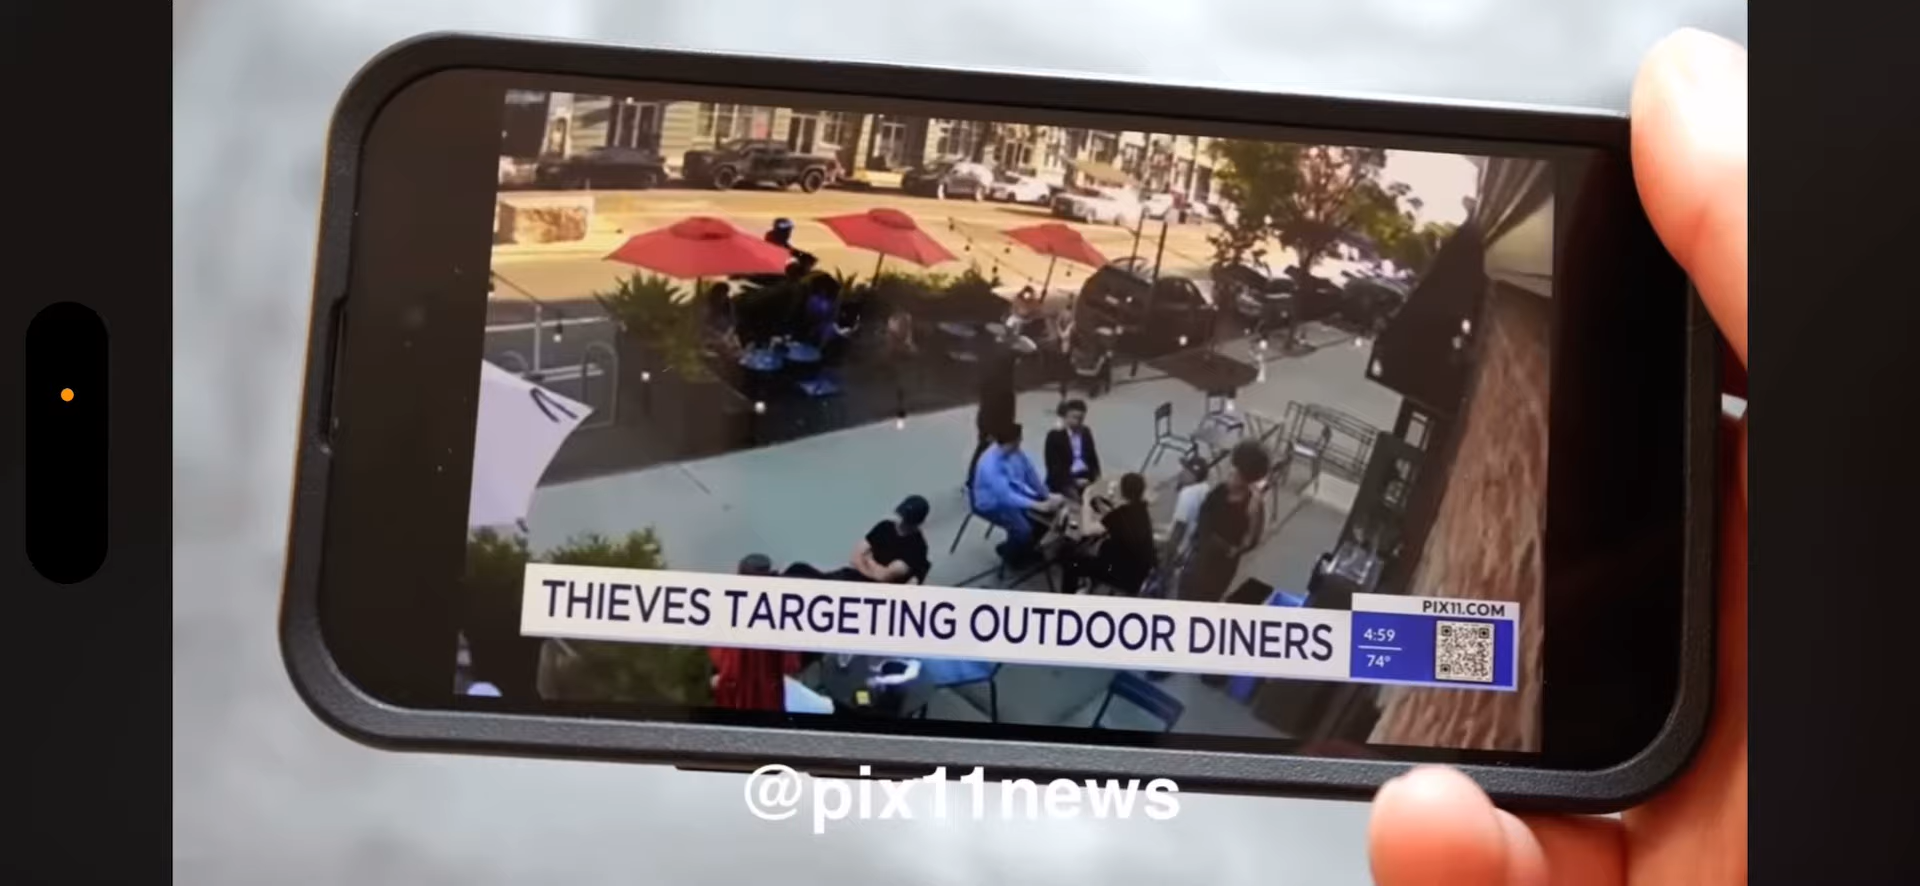 THIEVES TARGETING OUTDOOR DINERS
PIX11.COM
4:59
74°
@pix11news